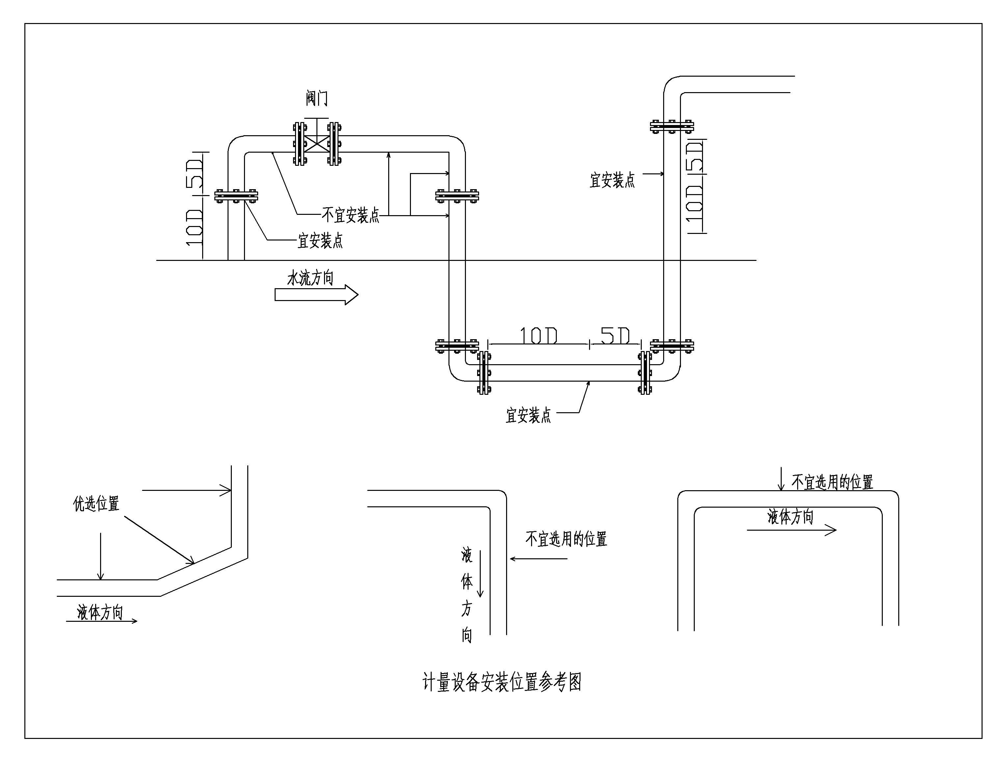 阀门
5D
10D
不宜安装点
宜安装点
宜安装点
5D
10D
水流方向
10D
5D
宜安装点
优选位置
液体方向
不宜选用的位置
液体方向
不宜选用的位置
液体方向
计量设备安装位置参考图